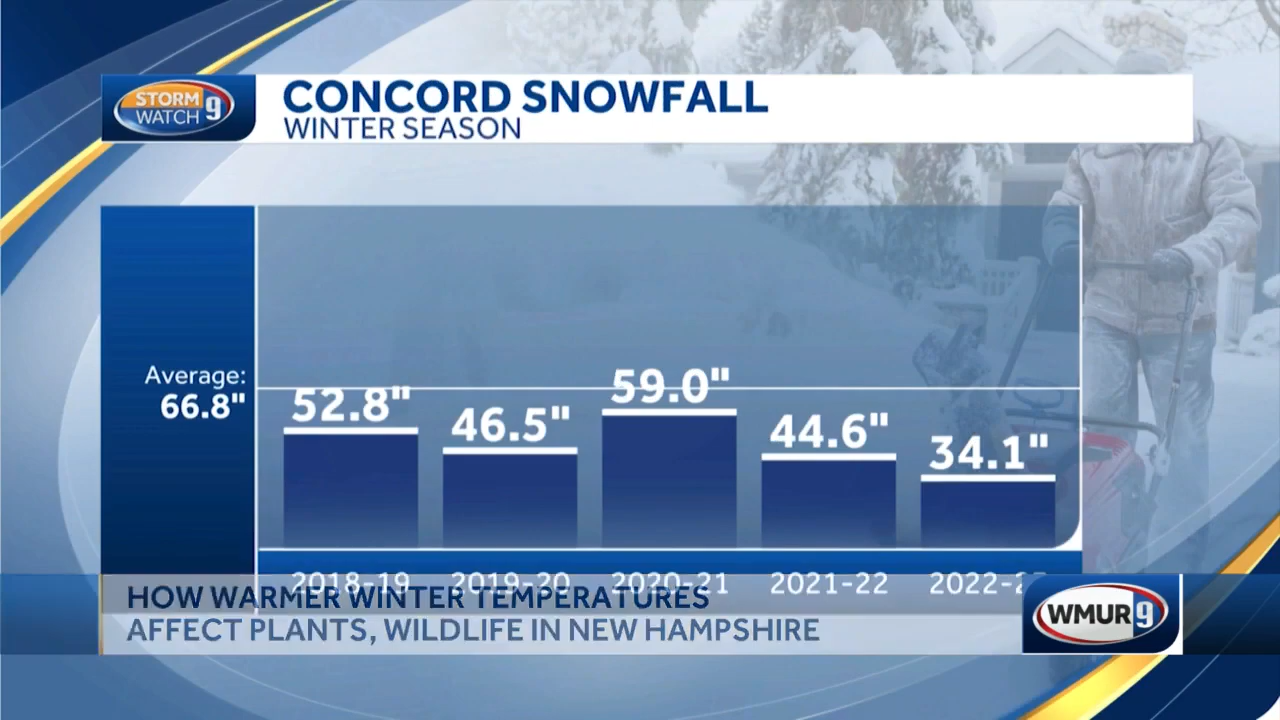 STORM
WATCH 9
CONCORD SNOWFALL
WINTER SEASON
Average:
66.8"
52.8"
46.5"
59.0"
44.6"
34.1"
2018-19 2019-20 2020-21 2021-22 2022-2
HOW WARMER WINTER TEMPERATURES
AFFECT PLANTS, WILDLIFE IN NEW HAMPSHIRE
WMUR 9